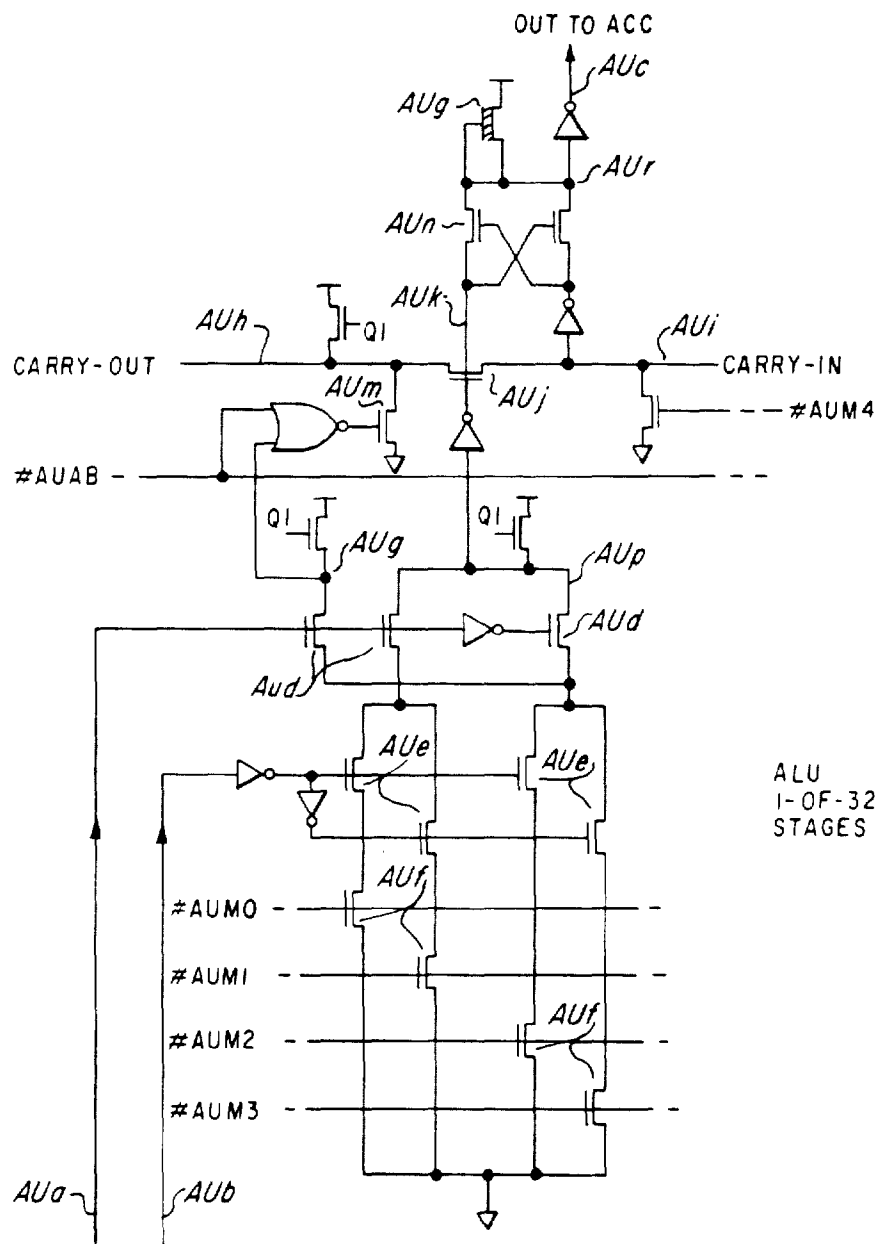 OUT TO ACC
AUc
AUg
AUr
AUn
AUk
Q1
AUh
AUi
CARRY-OUT
CARRY-IN
AUm
AUj
#AUM4
#AUAB
Q1
Q1
AUg
AUp
AUd
Aud
AUe
AUe
ALU
1-OF-32
STAGES
AUf
#AUM0
#AUM1
#AUM2
AUf
#AUM3
AUa
AUb